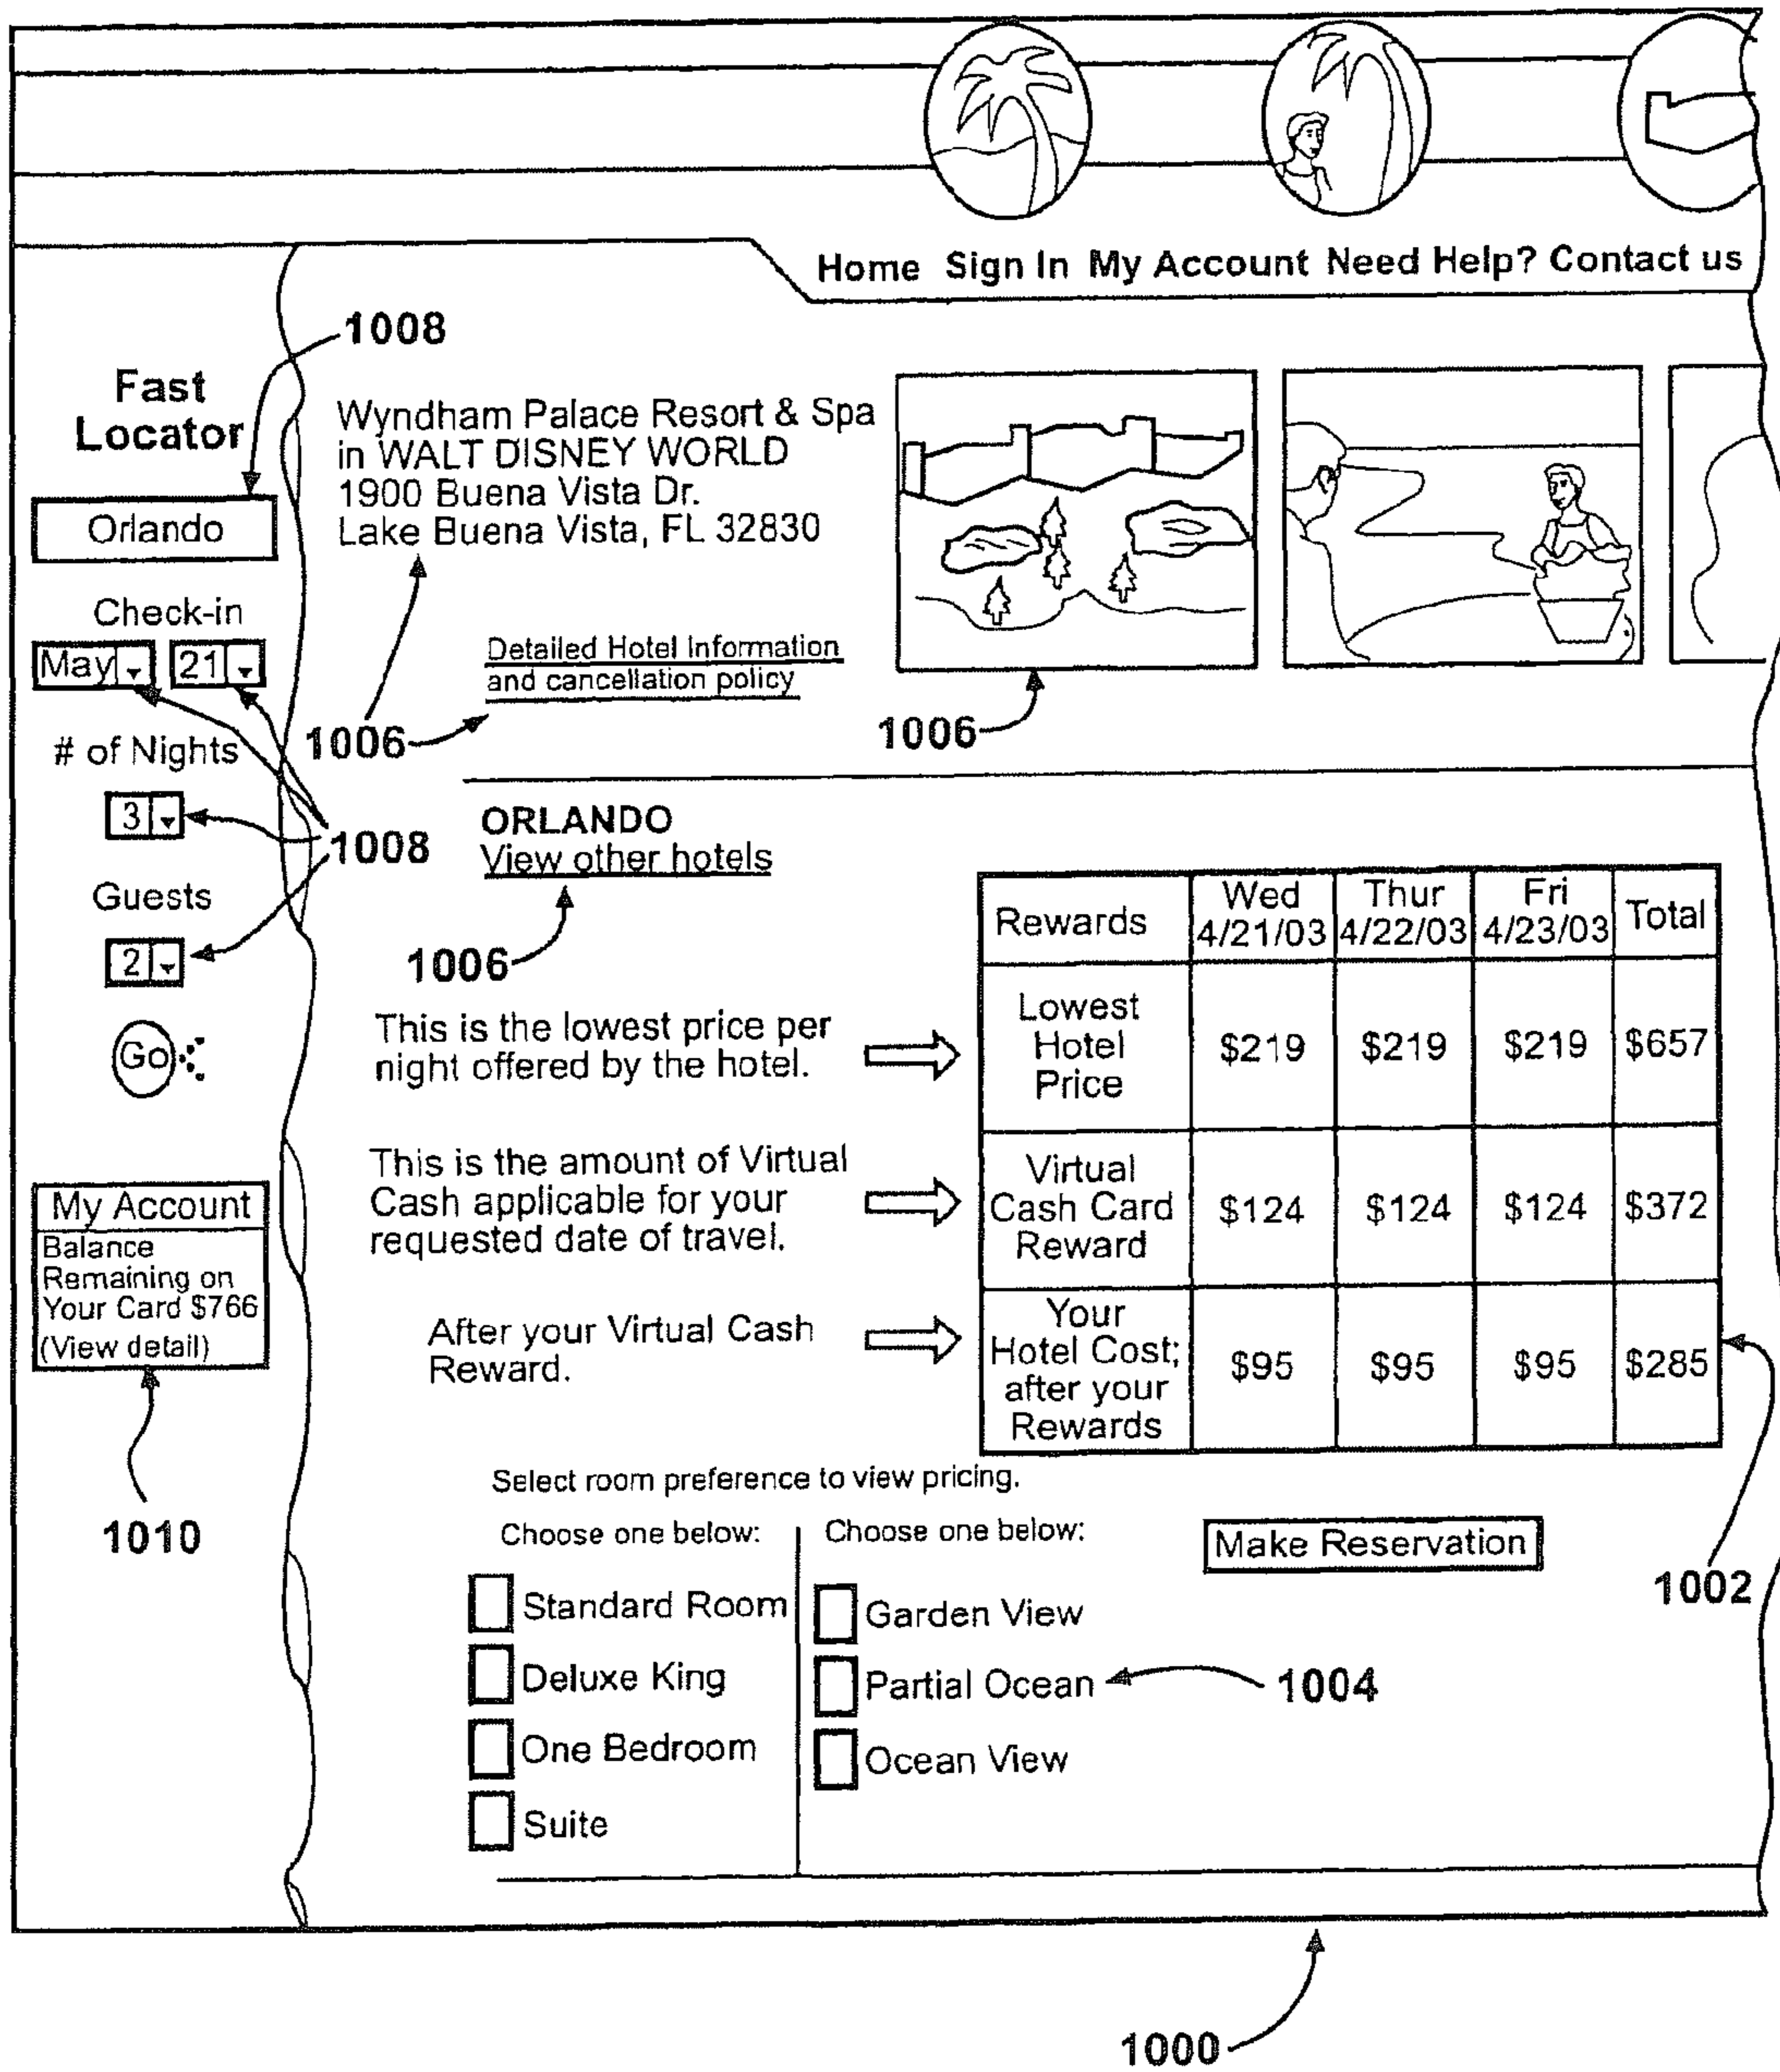 Home Sign In My Account Need Help? Contact us
1008
Fast
Locator
Orlando
Check-in
May 21
# of Nights
3
Guests
2
Go
My Account
Balance
Remaining on
Your Card $766
(View detail)
1010
Wyndham Palace Resort & Spa
in WALT DISNEY WORLD
1900 Buena Vista Dr.
Lake Buena Vista, FL 32830
Detailed Hotel Information
and cancellation policy
1006
1006
1008
ORLANDO
View other hotels
1006
This is the lowest price per
night offered by the hotel.
This is the amount of Virtual
Cash applicable for your
requested date of travel.
After your Virtual Cash
Reward.
Rewards
Wed
4/21/03
Thur
4/22/03
Fri
4/23/03
Total
Lowest
Hotel
Price
$219 $219 $219 $657
Virtual
Cash Card
Reward
$124 $124 $124 $372
Your
Hotel Cost;
after your
Rewards
$95 $95 $95 $285
1002
Select room preference to view pricing.
Choose one below:
Standard Room
Deluxe King
One Bedroom
Suite
Choose one below:
Garden View
Partial Ocean
Ocean View
1004
Make Reservation
1000